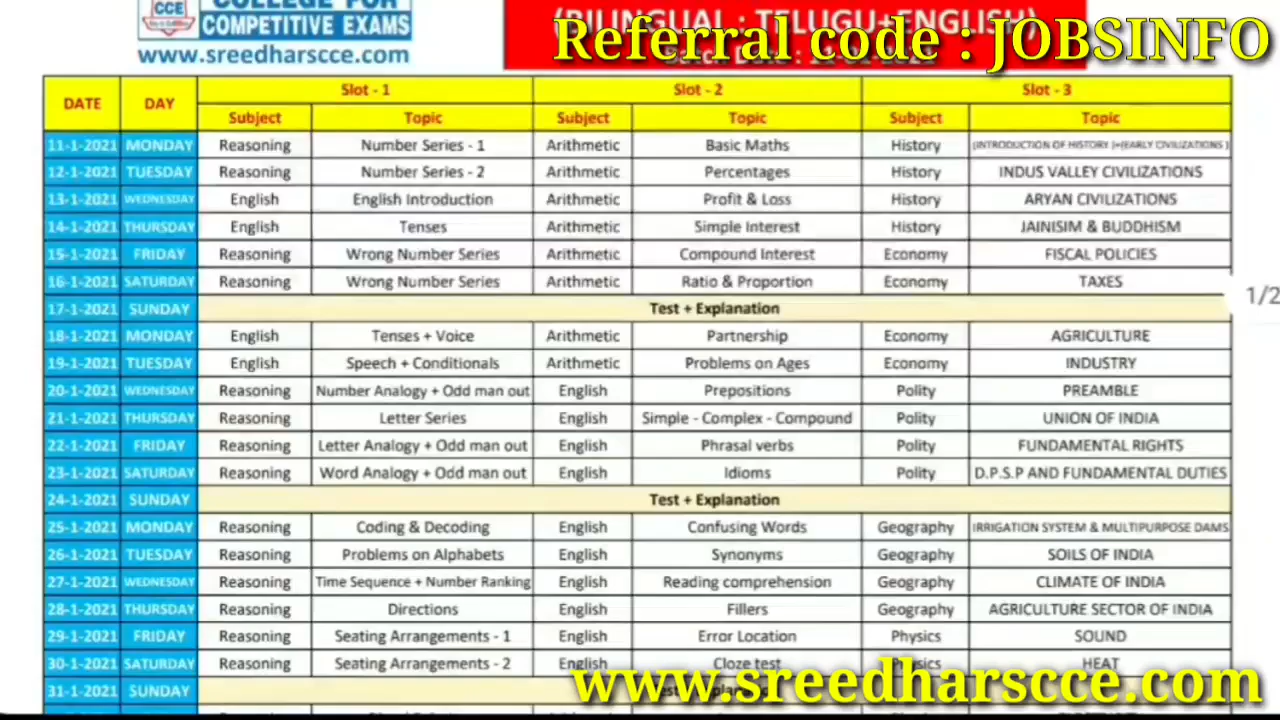 CCE COLLEGE FOR
COMPETITIVE EXAMS
www.sreedharscce.com
(BILINGUAL : TELUGU+ENGLISH)
Referral code : JOBSINFO
DATE DAY Slot - 1 Slot - 2 Slot - 3
Subject Topic Subject Topic Subject Topic
11-1-2021 MONDAY Reasoning Number Series - 1 Arithmetic Basic Maths History (INTRODUCTION OF HISTORY )+(EARLY CIVILIZATIONS )
12-1-2021 TUESDAY Reasoning Number Series - 2 Arithmetic Percentages History INDUS VALLEY CIVILIZATIONS
13-1-2021 WEDNESDAY English English Introduction Arithmetic Profit & Loss History ARYAN CIVILIZATIONS
14-1-2021 THURSDAY English Tenses Arithmetic Simple Interest History JAINISIM & BUDDHISM
15-1-2021 FRIDAY Reasoning Wrong Number Series Arithmetic Compound Interest Economy FISCAL POLICIES
16-1-2021 SATURDAY Reasoning Wrong Number Series Arithmetic Ratio & Proportion Economy TAXES
17-1-2021 SUNDAY Test + Explanation
1/2
18-1-2021 MONDAY English Tenses + Voice Arithmetic Partnership Economy AGRICULTURE
19-1-2021 TUESDAY English Speech + Conditionals Arithmetic Problems on Ages Economy INDUSTRY
20-1-2021 WEDNESDAY Reasoning Number Analogy + Odd man out English Prepositions Polity PREAMBLE
21-1-2021 THURSDAY Reasoning Letter Series English Simple - Complex - Compound Polity UNION OF INDIA
22-1-2021 FRIDAY Reasoning Letter Analogy + Odd man out English Phrasal verbs Polity FUNDAMENTAL RIGHTS
23-1-2021 SATURDAY Reasoning Word Analogy + Odd man out English Idioms Polity D.P.S.P AND FUNDAMENTAL DUTIES
24-1-2021 SUNDAY Test + Explanation
25-1-2021 MONDAY Reasoning Coding & Decoding English Confusing Words Geography IRRIGATION SYSTEM & MULTIPURPOSE DAMS
26-1-2021 TUESDAY Reasoning Problems on Alphabets English Synonyms Geography SOILS OF INDIA
27-1-2021 WEDNESDAY Reasoning Time Sequence + Number Ranking English Reading comprehension Geography CLIMATE OF INDIA
28-1-2021 THURSDAY Reasoning Directions English Fillers Geography AGRICULTURE SECTOR OF INDIA
29-1-2021 FRIDAY Reasoning Seating Arrangements - 1 English Error Location Physics SOUND
30-1-2021 SATURDAY Reasoning Seating Arrangements - 2 English Cloze test Physics HEAT
31-1-2021 SUNDAY
www.sreedharscce.com